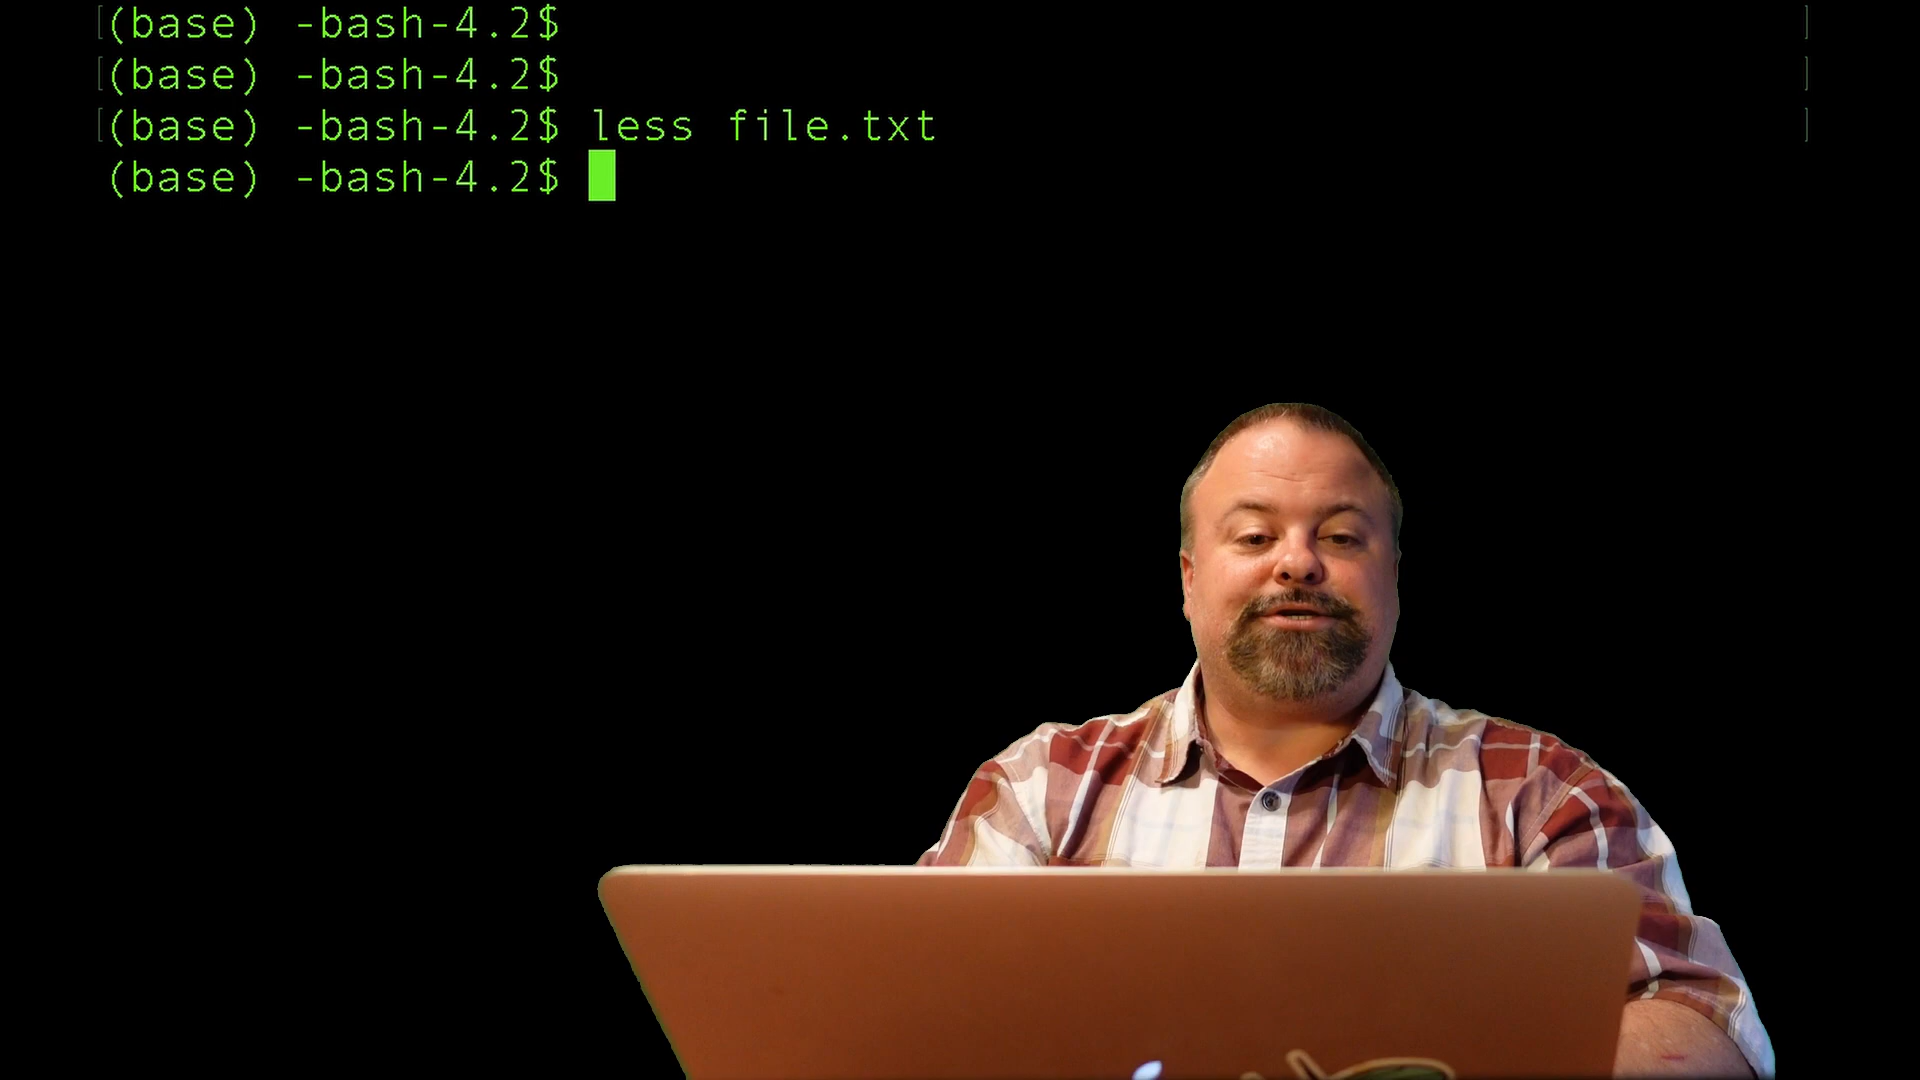 [(base) -bash-4.2$ ]
[(base) -bash-4.2$ ]
[(base) -bash-4.2$ less file.txt ]
(base) -bash-4.2$